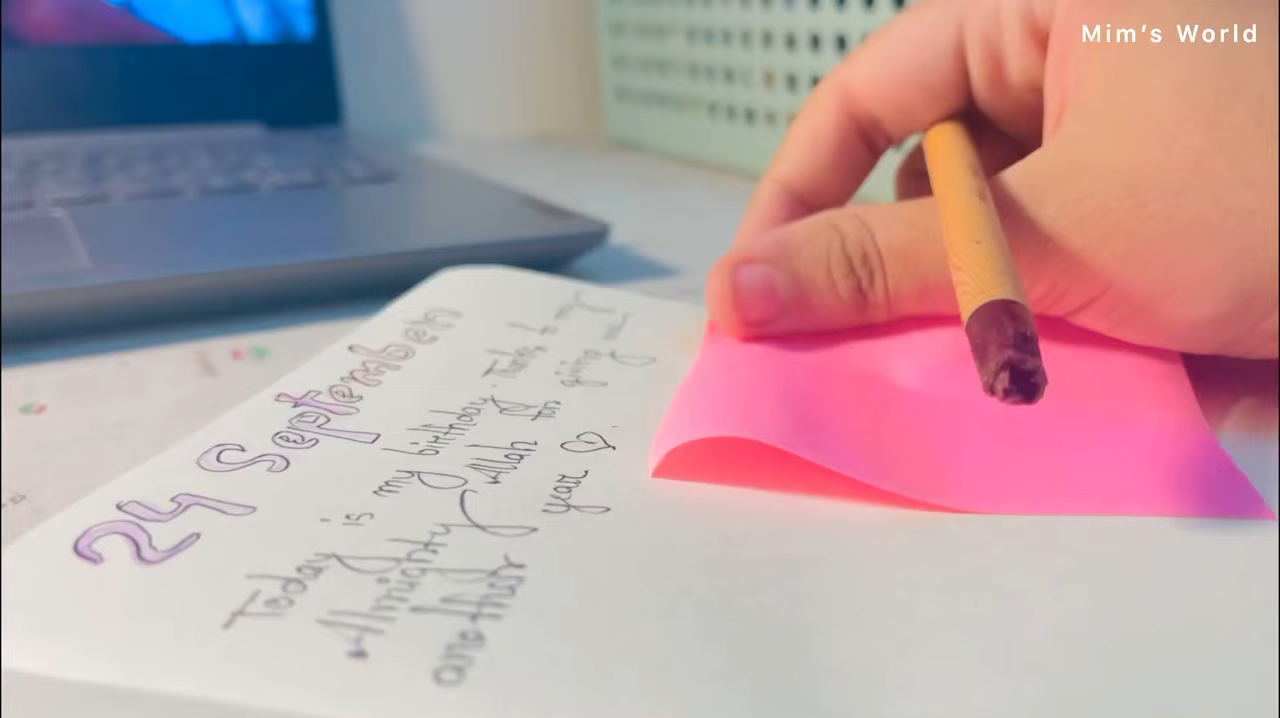 Mim's World
24 September
Today is my birthday. Thanks to my
Almighty Allah for giving me
another year ♡.